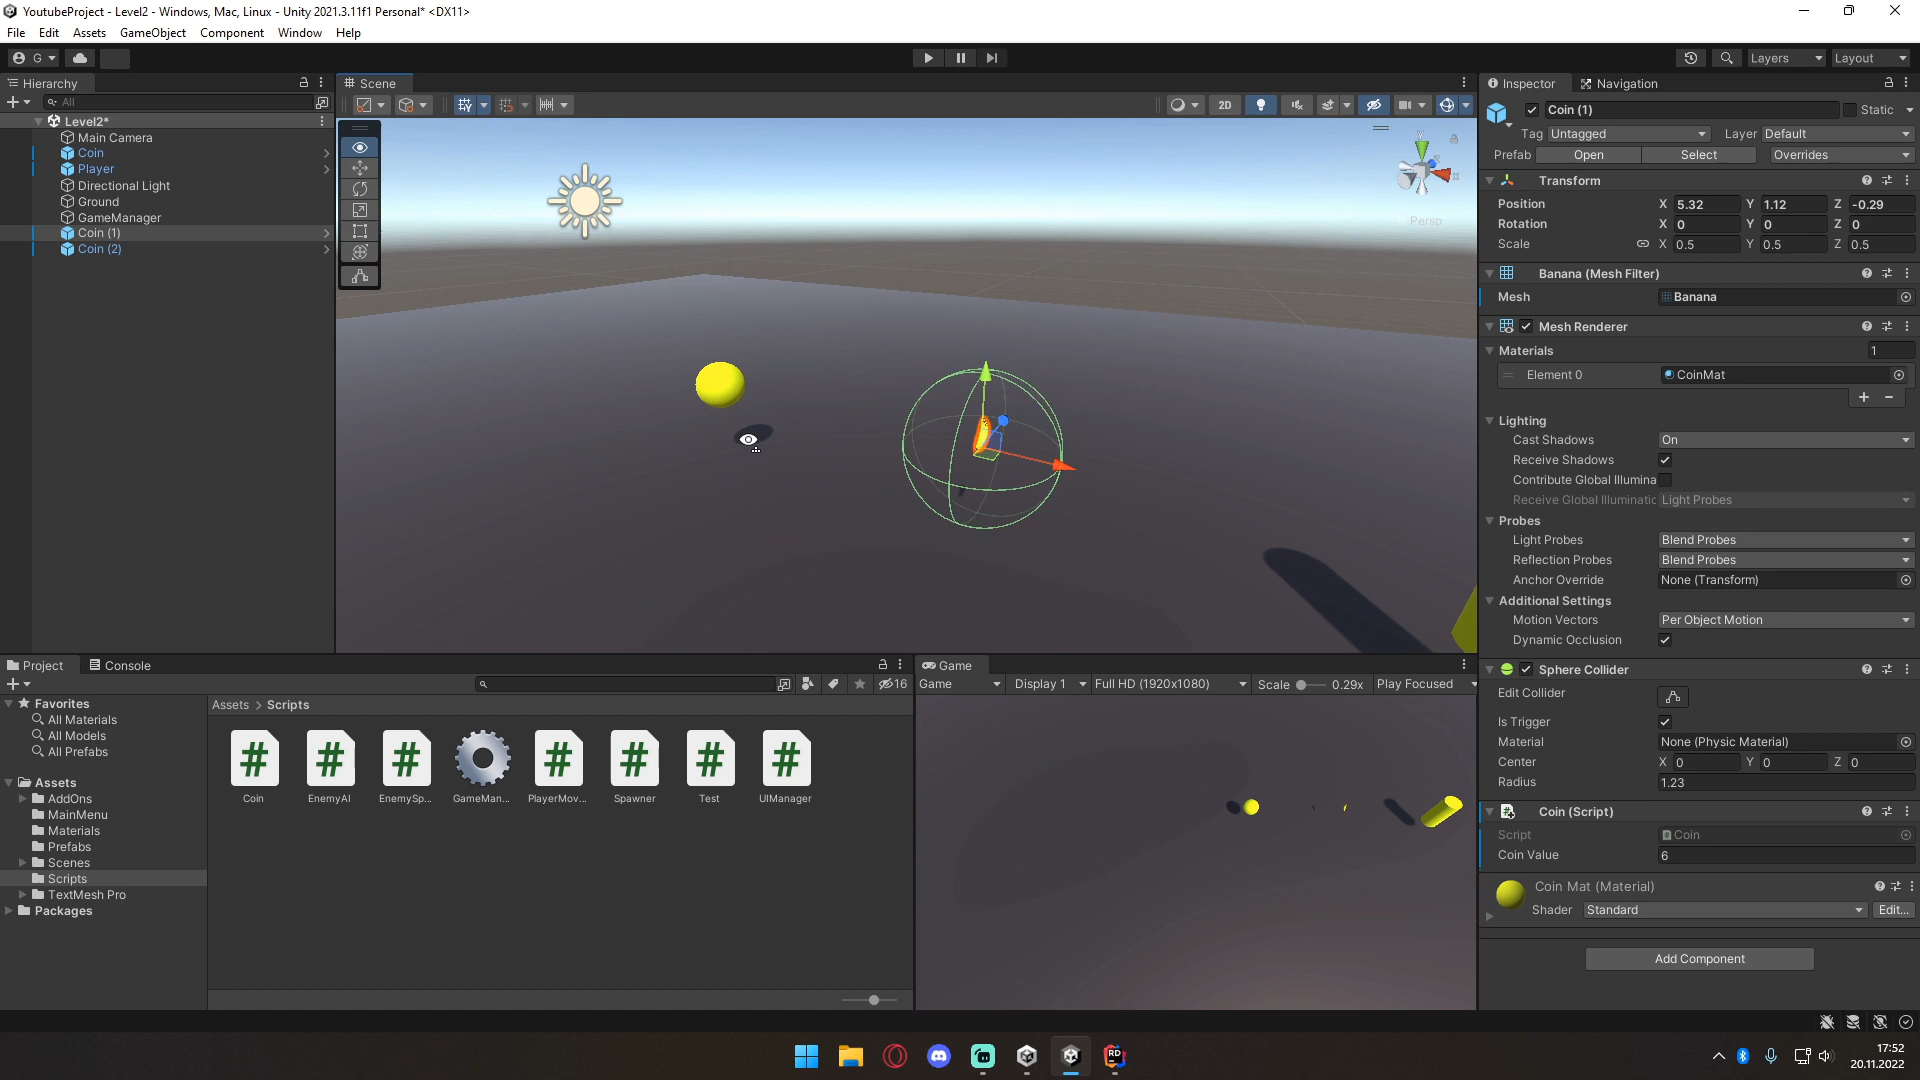 YoutubeProject - Level2 - Windows, Mac, Linux - Unity 2021.3.11f1 Personal* <DX11>
File Edit Assets GameObject Component Window Help
G
Layers Layout
Hierarchy
All
Level2*
Main Camera
Coin
Player
Directional Light
Ground
GameManager
Coin (1)
Coin (2)
Scene
2D
y
x
Persp
Inspector Navigation
Coin (1) Static
Tag Untagged Layer Default
Prefab Open Select Overrides
Transform
Position X 5.32 Y 1.12 Z -0.29
Rotation X 0 Y 0 Z 0
Scale X 0.5 Y 0.5 Z 0.5
Banana (Mesh Filter)
Mesh Banana
Mesh Renderer
Materials 1
Element 0 CoinMat
Lighting
Cast Shadows On
Receive Shadows
Contribute Global Illumina
Receive Global Illuminatic Light Probes
Probes
Light Probes Blend Probes
Reflection Probes Blend Probes
Anchor Override None (Transform)
Additional Settings
Motion Vectors Per Object Motion
Dynamic Occlusion
Sphere Collider
Edit Collider
Is Trigger
Material None (Physic Material)
Center X 0 Y 0 Z 0
Radius 1.23
Coin (Script)
Script Coin
Coin Value 6
Coin Mat (Material)
Shader Standard Edit...
Add Component
Project Console
16
Favorites
All Materials
All Models
All Prefabs
Assets
AddOns
MainMenu
Materials
Prefabs
Scenes
Scripts
TextMesh Pro
Packages
Assets > Scripts
# # # # # # #
Coin EnemyAI EnemySp... GameMan... PlayerMov... Spawner Test UIManager
Game
Game Display 1 Full HD (1920x1080) Scale 0.29x Play Focused
RD
17:52
20.11.2022